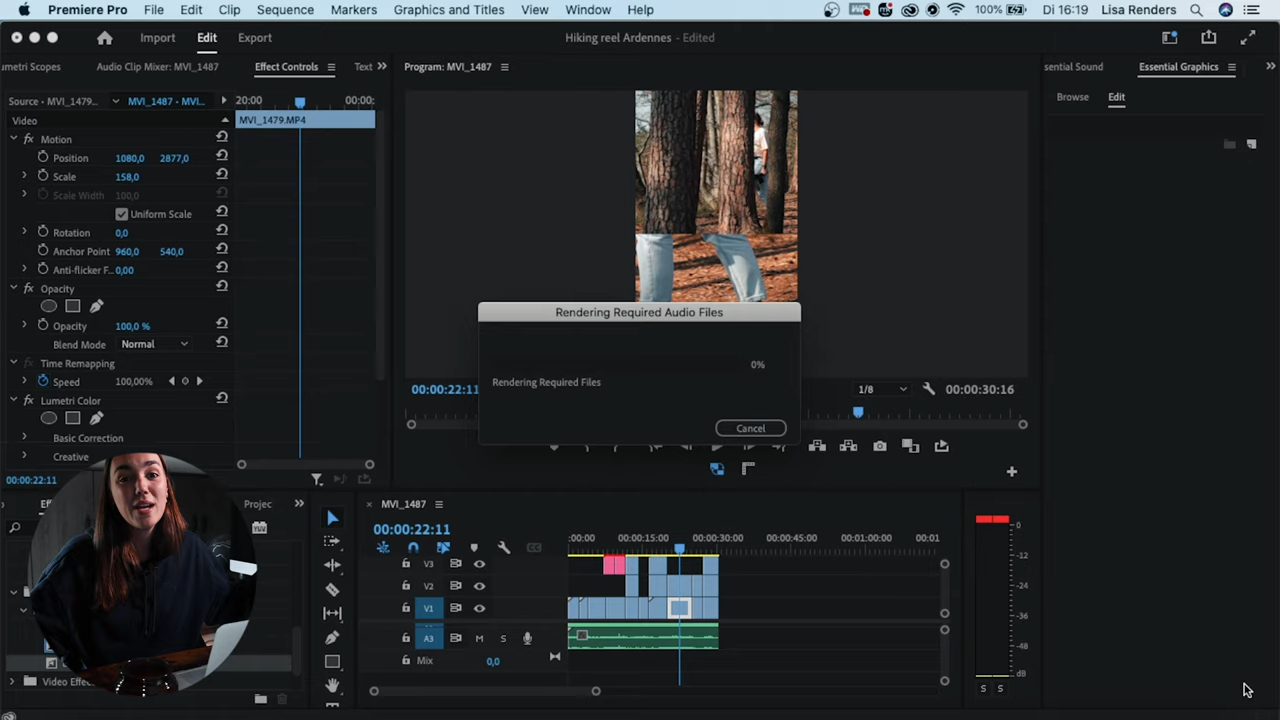 Premiere Pro File Edit Clip Sequence Markers Graphics and Titles View Window Help 100% Di 16:19 Lisa Renders
Import Edit Export Hiking reel Ardennes - Edited
umetri Scopes Audio Clip Mixer: MVI_1487 Effect Controls Text Program: MVI_1487 sential Sound Essential Graphics
Source • MVI_1479... MVI_1487 • MVI... 20:00 00:00: Browse Edit
Video MVI_1479.MP4
fx Motion
Position 1080,0 2877,0
Scale 158,0
Scale Width 100,0
Uniform Scale
Rotation 0,0
Anchor Point 960,0 540,0
Anti-flicker F... 0,00
fx Opacity
Opacity 100,0 %
Blend Mode Normal
Time Remapping
Speed 100,00%
fx Lumetri Color
Basic Correction
Creative
00:00:22:11
Rendering Required Audio Files
0%
Rendering Required Files
Cancel
00:00:22:11 1/8 00:00:30:16
Projec MVI_1487
YUV
00:00:22:11
:00:00 00:00:15:00 00:00:30:00 00:00:45:00 00:01:00:00 00:01
V3
V2
V1
A3 M S
Mix 0,0
0
-12
-24
-36
-48
dB
S S
Video Effe